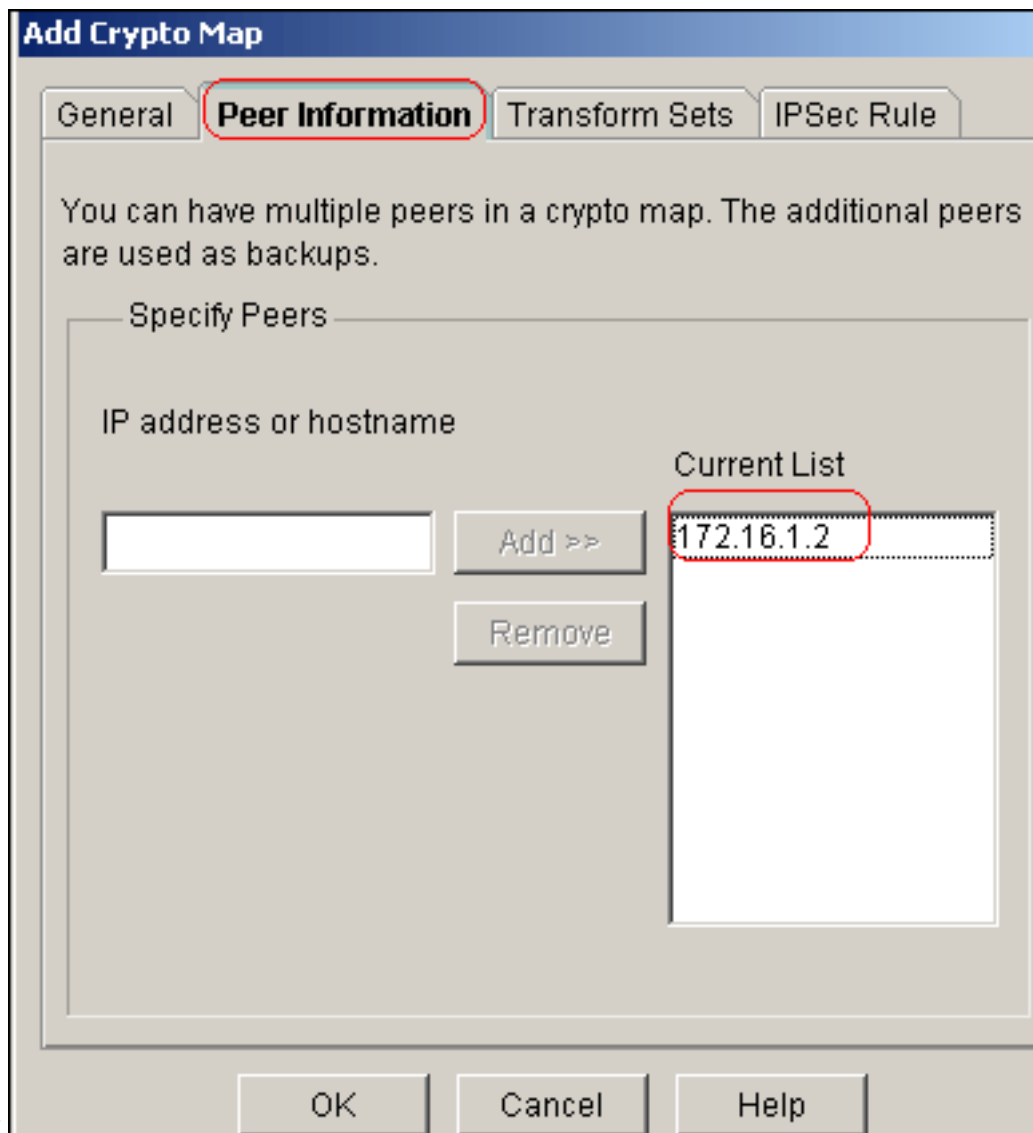 Add Crypto Map
General
Peer Information
Transform Sets
IPSec Rule
You can have multiple peers in a crypto map. The additional peers
are used as backups.
Specify Peers
IP address or hostname
Current List
Add >>
172.16.1.2
Remove
OK
Cancel
Help